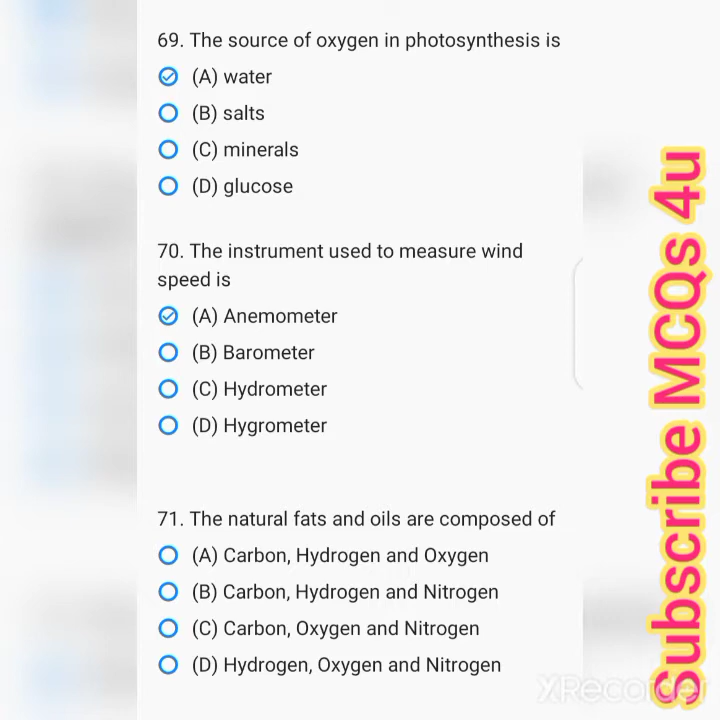 69. The source of oxygen in photosynthesis is
(A) water
(B) salts
(C) minerals
(D) glucose
70. The instrument used to measure wind
speed is
(A) Anemometer
(B) Barometer
(C) Hydrometer
(D) Hygrometer
71. The natural fats and oils are composed of
(A) Carbon, Hydrogen and Oxygen
(B) Carbon, Hydrogen and Nitrogen
(C) Carbon, Oxygen and Nitrogen
(D) Hydrogen, Oxygen and Nitrogen
Subscribe MCQs 4u
XRecorder